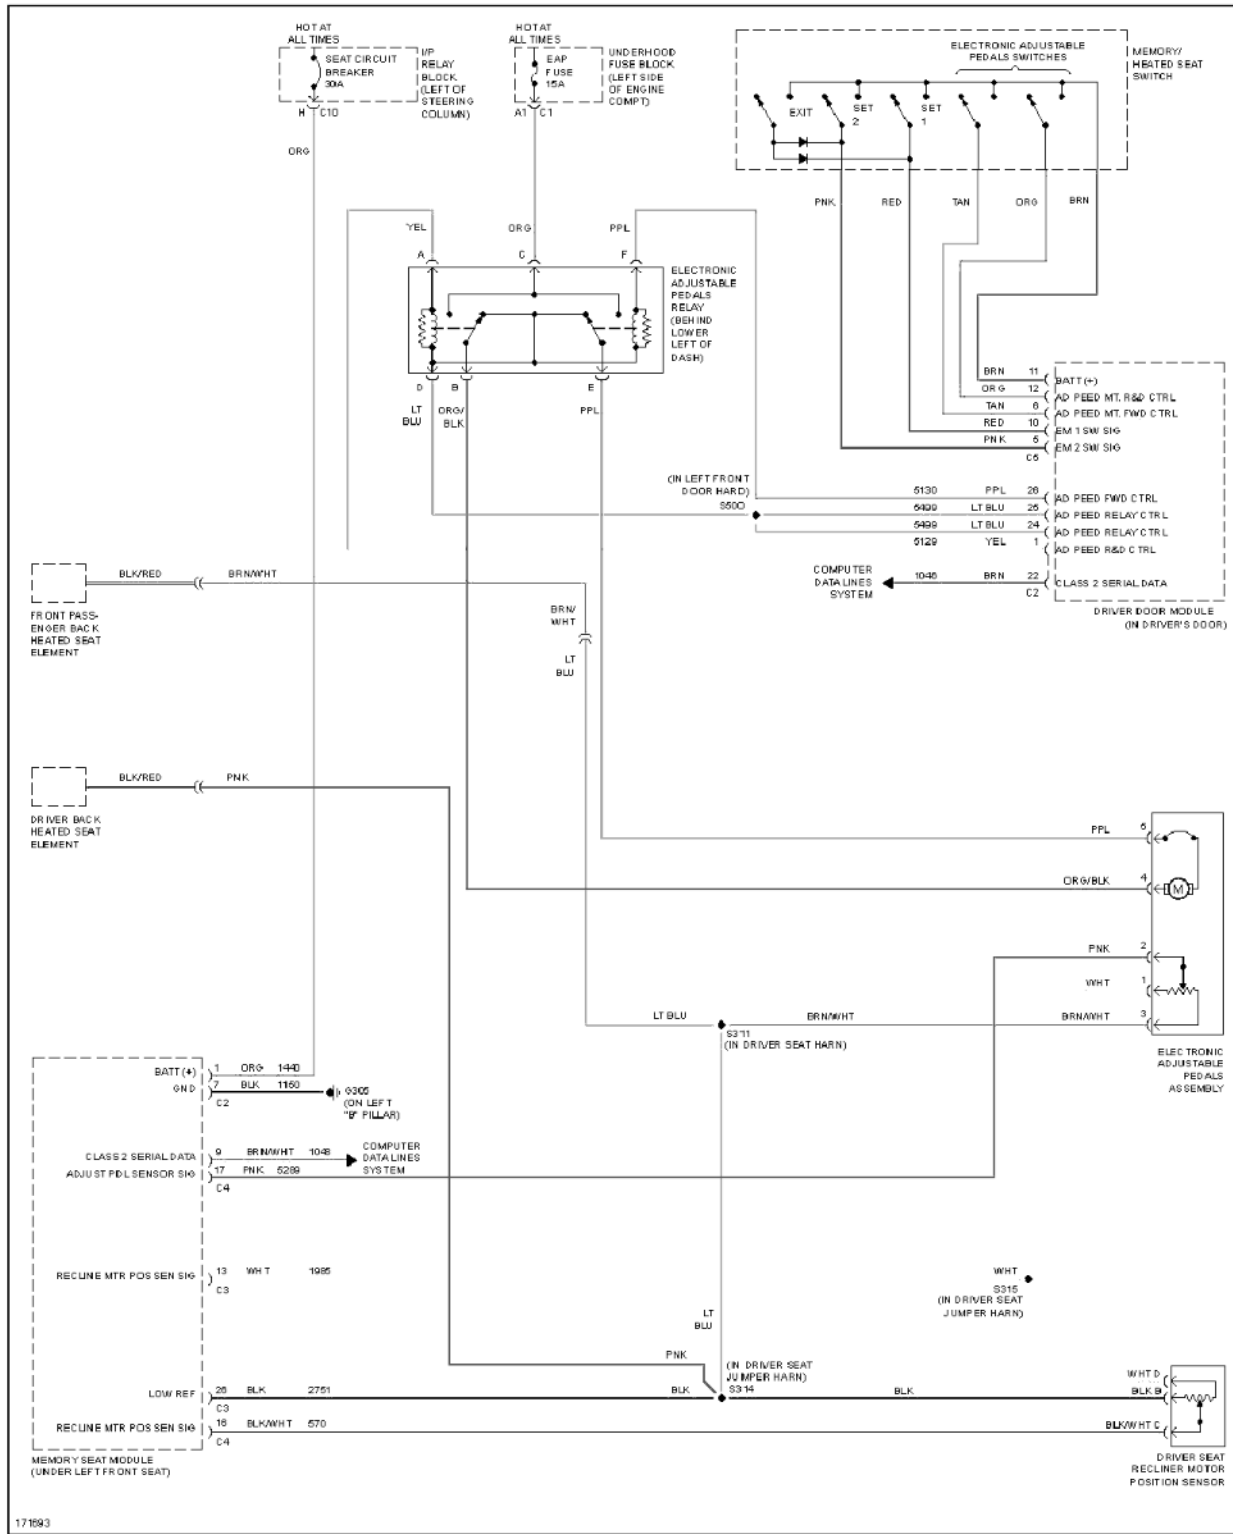 HOT AT
ALL TIMES
SEAT CIRCUIT
BREAKER
30A
I/P
RELAY
BLOCK
(LEFT OF
STEERING
COLUMN)
H C10
ORG
HOT AT
ALL TIMES
EAP
FUSE
15A
UNDERHOOD
FUSE BLOCK
(LEFT SIDE
OF ENGINE
COMPT)
A1 C1
ELECTRONIC ADJUSTABLE
PEDALS SWITCHES
MEMORY/
HEATED SEAT
SWITCH
EXIT
SET
2
SET
1
PNK
RED
TAN
ORG
BRN
YEL
ORG
PPL
A
C
F
ELECTRONIC
ADJUSTABLE
PEDALS
RELAY
(BEHIND
LOWER
LEFT OF
DASH)
D
B
E
LT
BLU
ORG/
BLK
PPL
BRN 11
BATT (+)
ORG 12
AD PEED MT. R&D CTRL
TAN 6
AD PEED MT. FWD CTRL
RED 10
EM 1 SW SIG
PNK 5
EM 2 SW SIG
C6
(IN LEFT FRONT
DOOR HARD)
S500
5130 PPL 26
AD PEED FWD CTRL
5499 LT BLU 25
AD PEED RELAY CTRL
5499 LT BLU 24
AD PEED RELAY CTRL
5129 YEL 1
AD PEED R&D CTRL
COMPUTER
DATA LINES
SYSTEM
1046 BRN 22
CLASS 2 SERIAL DATA
C2
DRIVER DOOR MODULE
(IN DRIVER'S DOOR)
BLK/RED
BRN/WHT
FRONT PASS-
ENGER BACK
HEATED SEAT
ELEMENT
BRN/
WHT
LT
BLU
BLK/RED
PNK
DRIVER BACK
HEATED SEAT
ELEMENT
PPL 5
ORG/BLK 4
M
PNK 2
WHT 1
BRN/WHT 3
LT BLU
BRN/WHT
S311
(IN DRIVER SEAT HARN)
ELECTRONIC
ADJUSTABLE
PEDALS
ASSEMBLY
BATT (+) 1 ORG 1440
GND 7 BLK 1150
C2
G305
(ON LEFT
"B" PILLAR)
CLASS 2 SERIAL DATA 9 BRN/WHT 1048
COMPUTER
DATA LINES
SYSTEM
ADJUST PDL SENSOR SIG 17 PNK 5289
C4
RECLINE MTR POS SEN SIG 13 WHT 1985
C3
WHT
S315
(IN DRIVER SEAT
JUMPER HARN)
LT
BLU
PNK
(IN DRIVER SEAT
JUMPER HARN)
S314
LOW REF 26 BLK 2751
C3
BLK
BLK
RECLINE MTR POS SEN SIG 16 BLK/WHT 570
C4
WHT D
BLK B
BLK/WHT C
MEMORY SEAT MODULE
(UNDER LEFT FRONT SEAT)
DRIVER SEAT
RECLINER MOTOR
POSITION SENSOR
171693